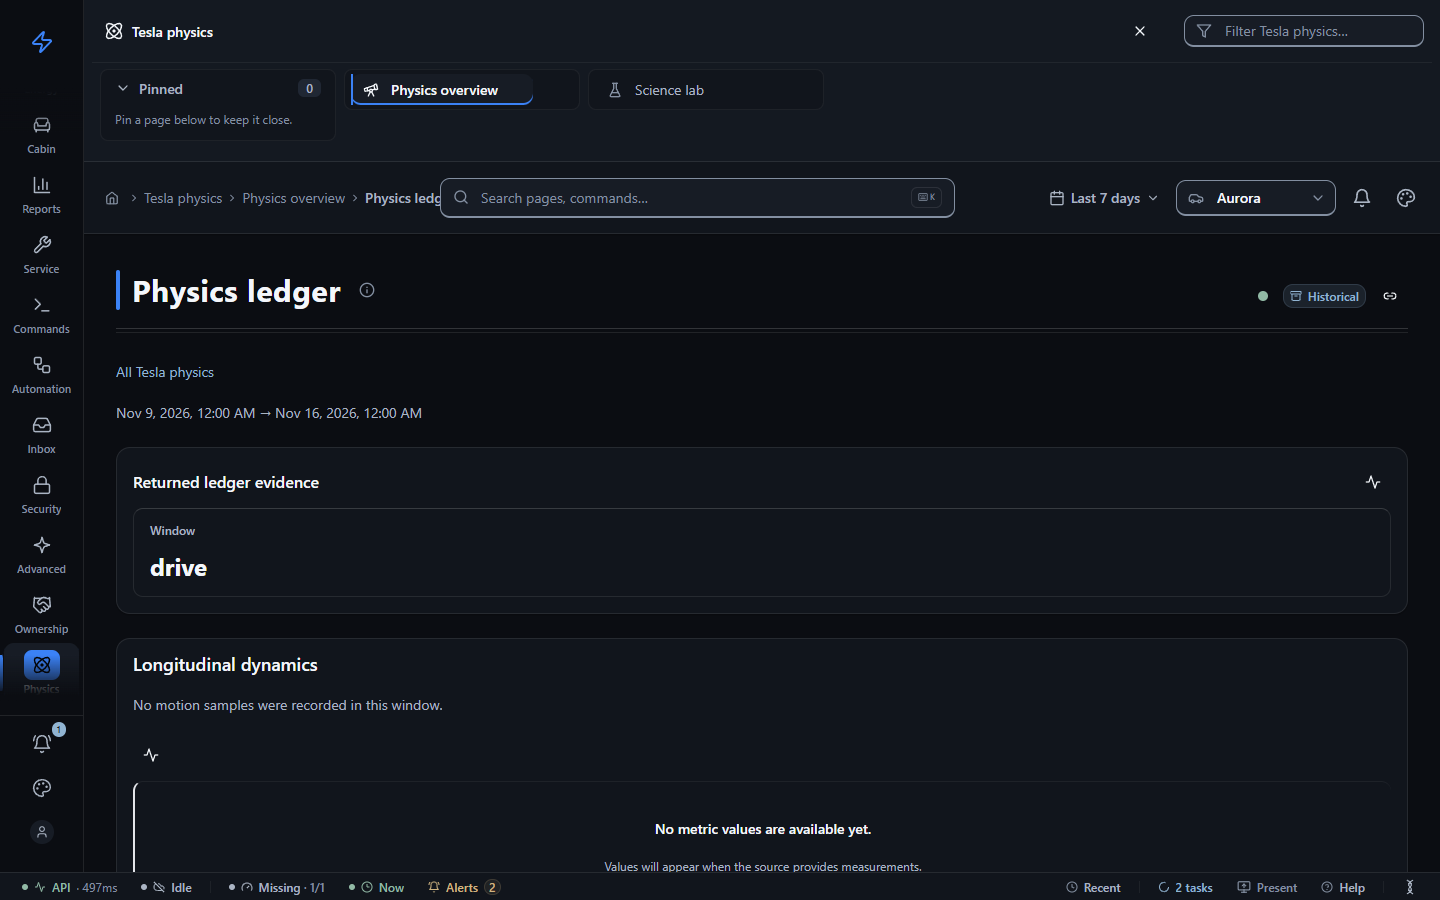 Tesla physics
Filter Tesla physics...
Pinned
0
Pin a page below to keep it close.
Physics overview
Science lab
Cabin
Reports
Service
Commands
Automation
Inbox
Security
Advanced
Ownership
Physics
1
Tesla physics
Physics overview
Physics ledg
Search pages, commands...
K
Last 7 days
Aurora
Physics ledger
Historical
All Tesla physics
Nov 9, 2026, 12:00 AM → Nov 16, 2026, 12:00 AM
Returned ledger evidence
Window
drive
Longitudinal dynamics
No motion samples were recorded in this window.
No metric values are available yet.
Values will appear when the source provides measurements.
API · 497ms
Idle
Missing · 1/1
Now
Alerts 2
Recent
2 tasks
Present
Help